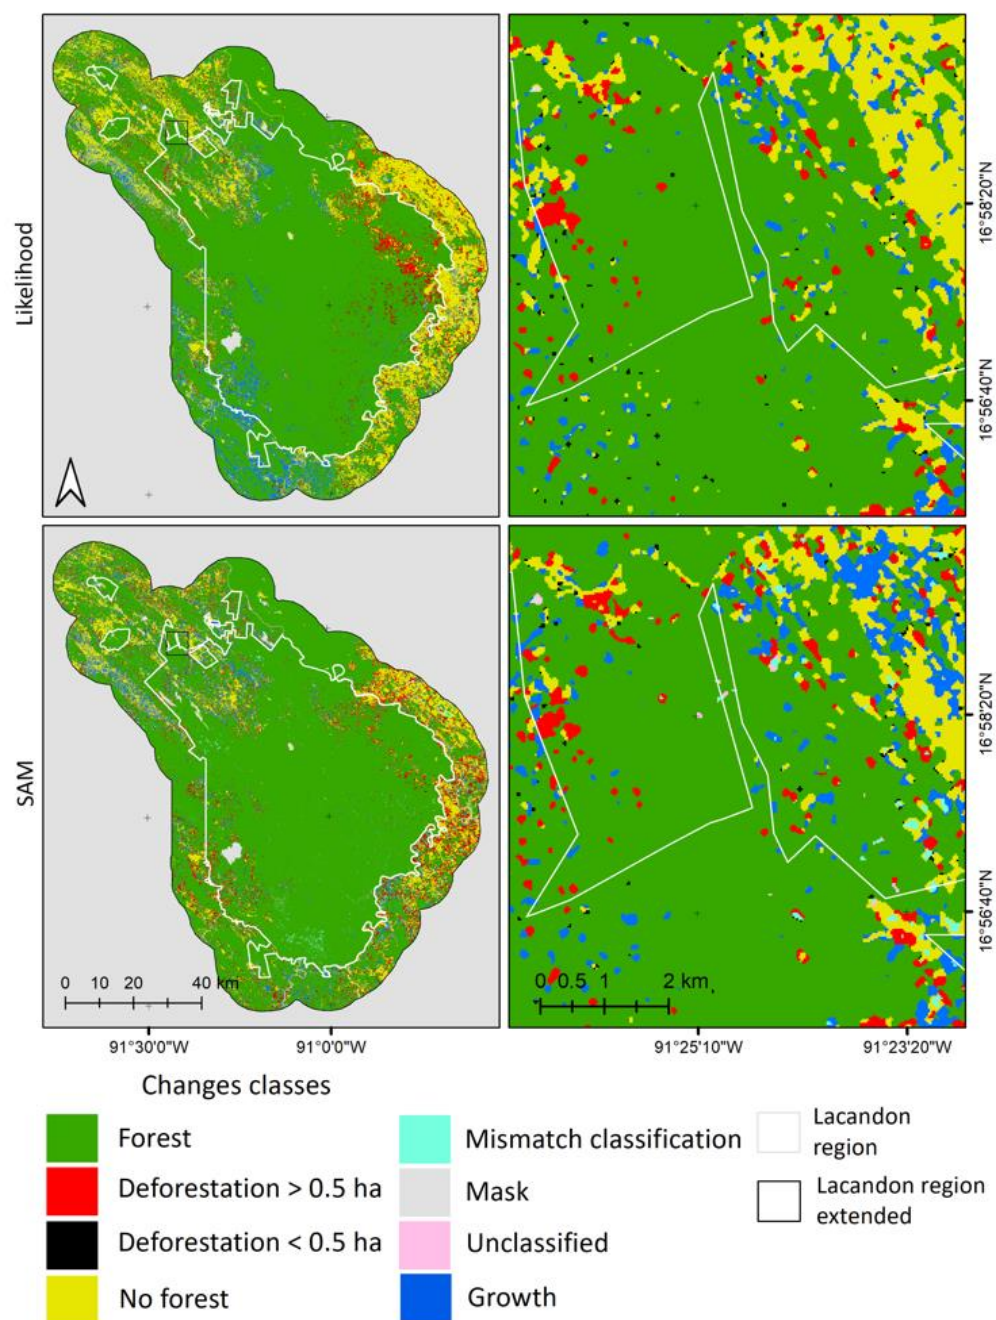 Likelihood
16°58'20"N
16°56'40"N
SAM
0 10 20 40 km
0 0.5 1 2 km
16°58'20"N
16°56'40"N
91°30'0"W
91°0'0"W
91°25'10"W
91°23'20"W
Changes classes
Forest
Deforestation > 0.5 ha
Deforestation < 0.5 ha
No forest
Mismatch classification
Mask
Unclassified
Growth
Lacandon
region
Lacandon region
extended